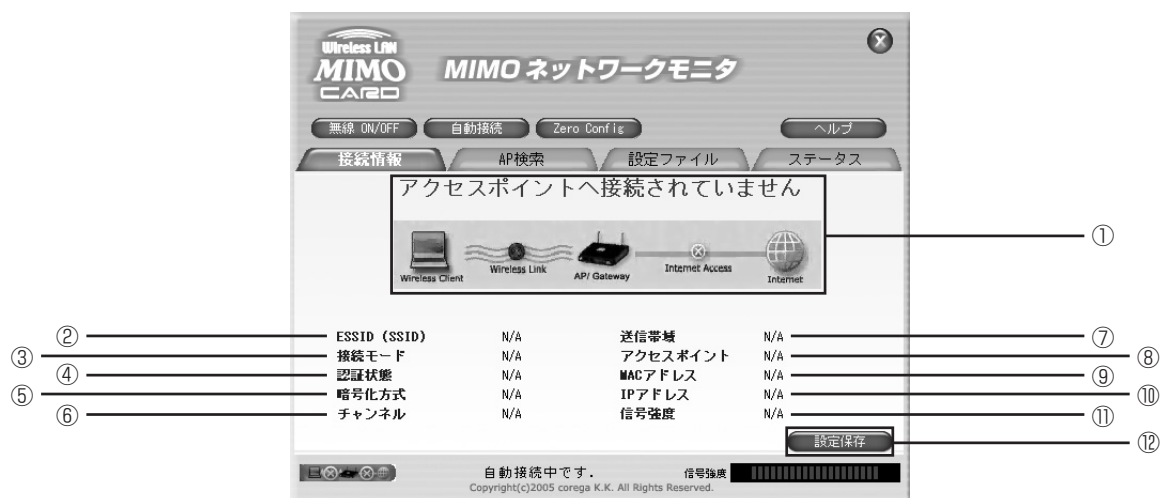 Wireless LAN
MIMO
CARD
MIMO ネットワークモニタ
X
無線 ON/OFF 自動接続 Zero Config ヘルプ
接続情報 AP検索 設定ファイル ステータス
アクセスポイントへ接続されていません
①
Wireless Client Wireless Link AP/ Gateway Internet Access Internet
② ESSID (SSID) N/A 送信帯域 N/A ⑦
③ 接続モード N/A アクセスポイント N/A ⑧
④ 認証状態 N/A MACアドレス N/A ⑨
⑤ 暗号化方式 N/A IPアドレス N/A ⑩
⑥ チャンネル N/A 信号強度 N/A ⑪
設定保存 ⑫
自動接続中です. 信号強度
Copyright(c)2005 corega K.K. All Rights Reserved.